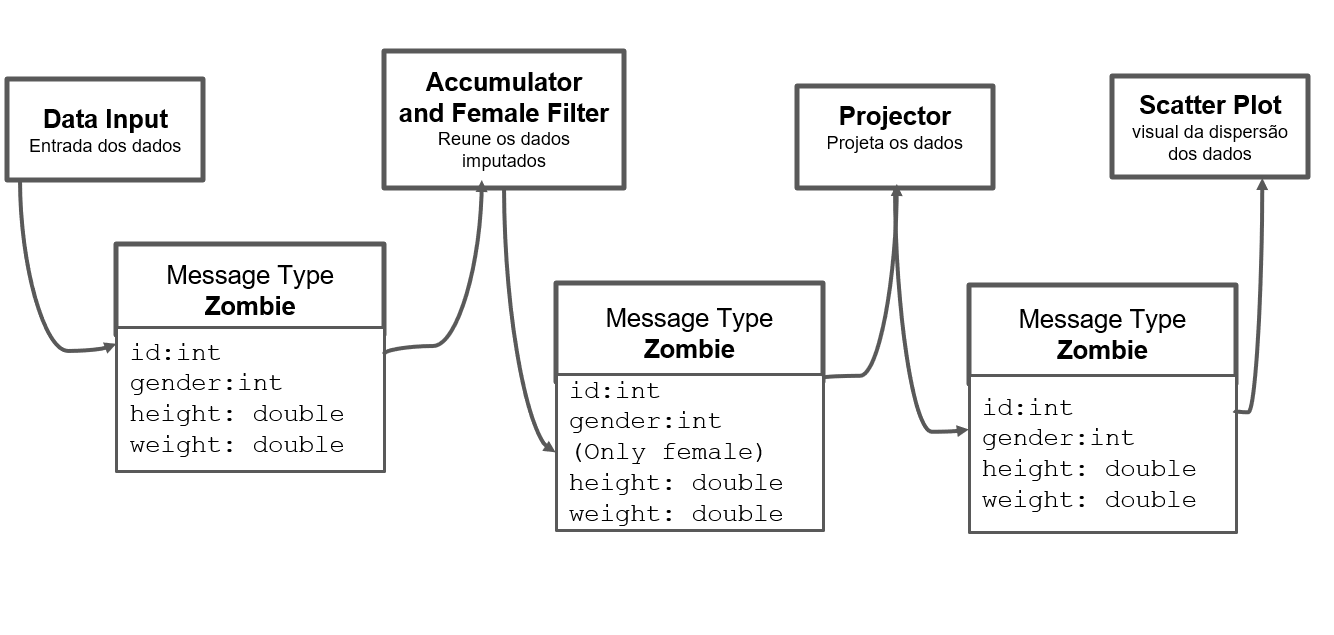 Data Input
Entrada dos dados
Accumulator
and Female Filter
Reune os dados
imputados
Projector
Projeta os dados
Scatter Plot
visual da dispersão
dos dados
Message Type
Zombie
id:int
gender:int
height: double
weight: double
Message Type
Zombie
id:int
gender:int
(Only female)
height: double
weight: double
Message Type
Zombie
id:int
gender:int
height: double
weight: double